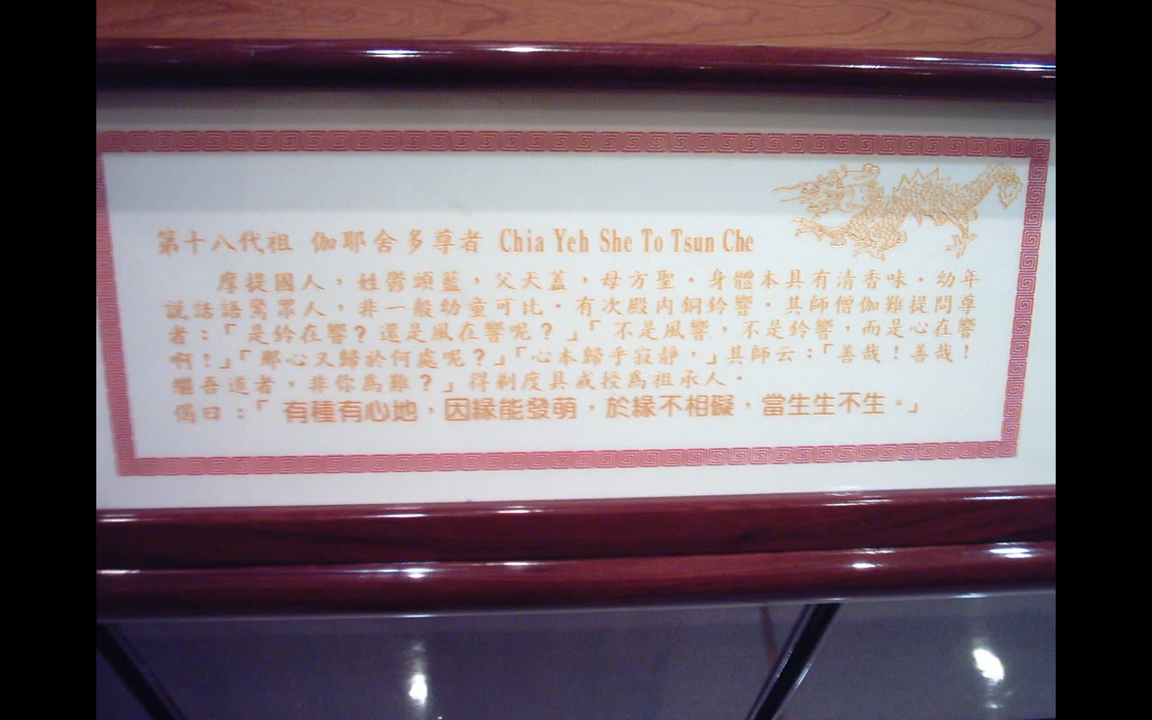 第十八代祖 伽耶舍多尊者 Chia Yeh She To Tsun Che
摩提國人，姓鬱頭藍，父天蓋，母方聖。身體本具有清香味。幼年
說話語驚眾人，非一般幼童可比。有次殿內銅鈴響。其師僧伽難提問尊
者：「是鈴在響？還是風在響呢？」「不是風響，不是鈴響，而是心在響
啊！」「那心又歸於何處呢？」「心本歸乎寂靜，」其師云：「善哉！善哉！
繼吾道者，非你為難？」得剃度具戒授為祖承人。
偈曰：「有種有心地，因緣能發萌，於緣不相礙，當生生不生。」